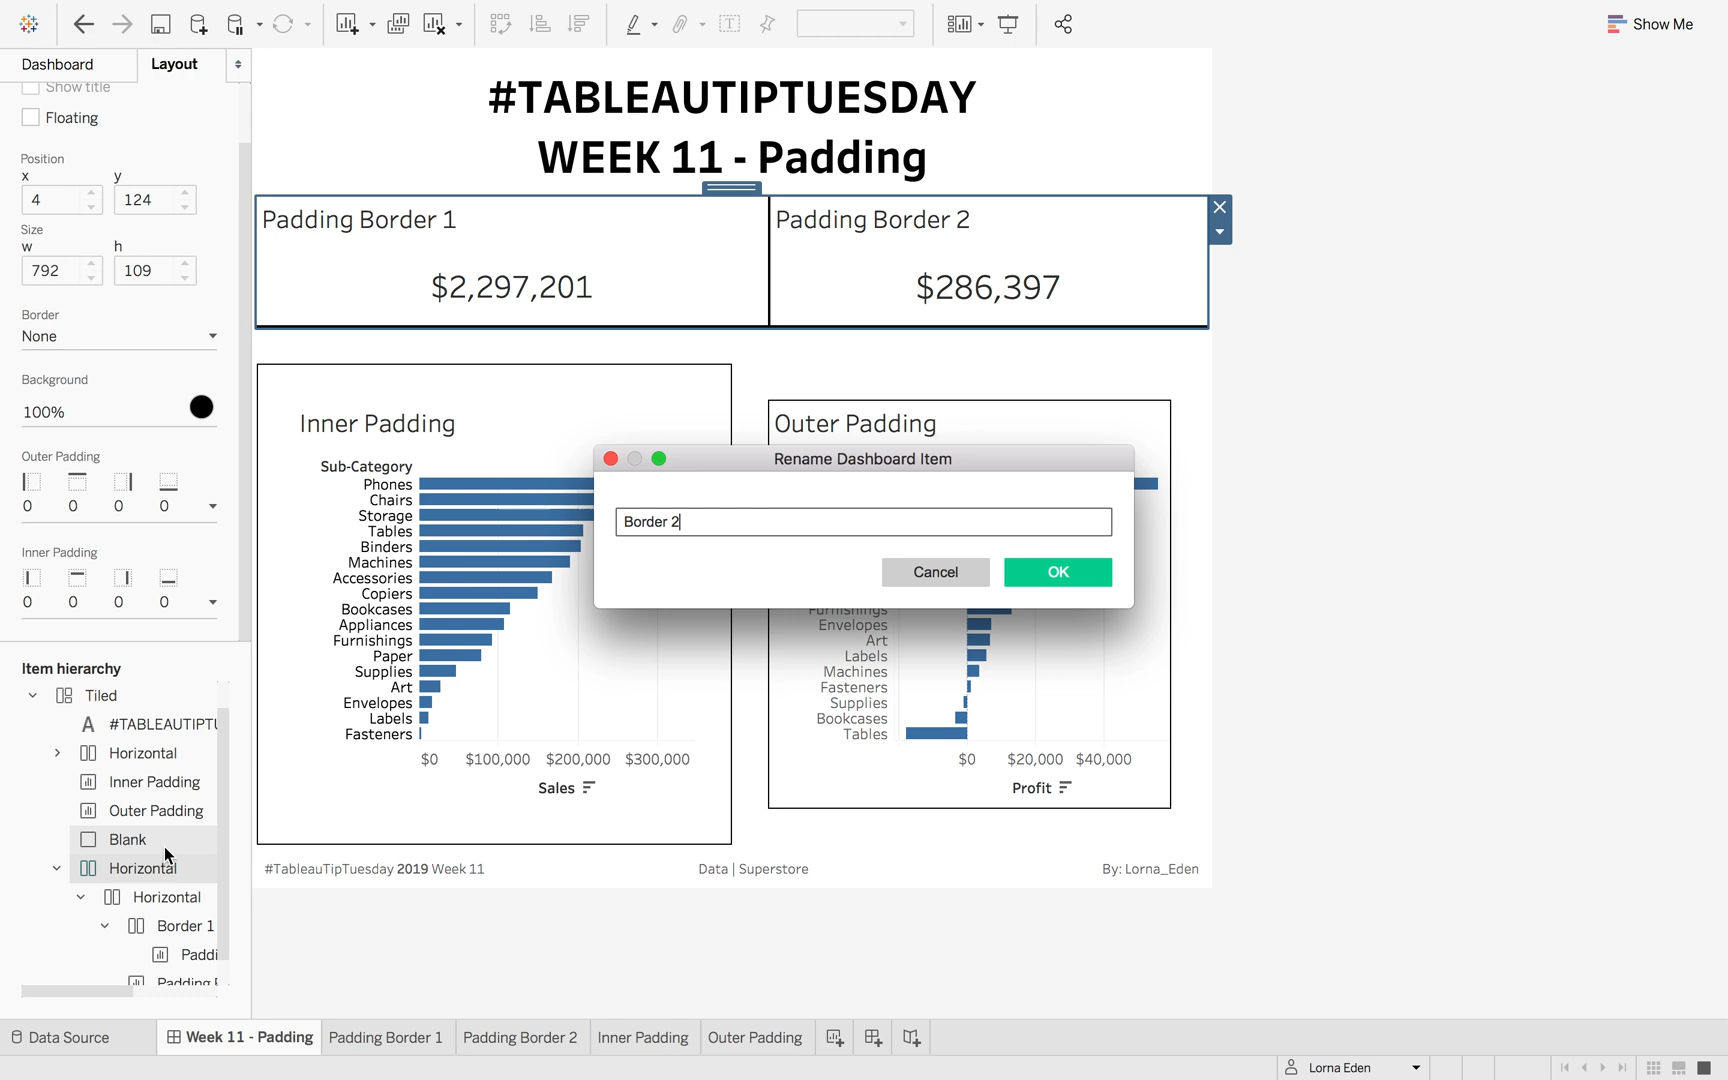 Show Me
Dashboard
Layout
Show title
Floating
Position
x
y
4
124
Size
w
h
792
109
Border
None
Background
100%
Outer Padding
0
0
0
0
Inner Padding
0
0
0
0
Item hierarchy
Tiled
#TABLEAUTIPTU
Horizontal
Inner Padding
Outer Padding
Blank
Horizontal
Horizontal
Border 1
Paddi
#TABLEAUTIPTUESDAY
WEEK 11 - Padding
Padding Border 1
$2,297,201
Padding Border 2
$286,397
Inner Padding
Sub-Category
Phones
Chairs
Storage
Tables
Binders
Machines
Accessories
Copiers
Bookcases
Appliances
Furnishings
Paper
Supplies
Art
Envelopes
Labels
Fasteners
$0 $100,000 $200,000 $300,000
Sales
Outer Padding
Rename Dashboard Item
Border 2
Cancel
OK
Furnishings
Envelopes
Art
Labels
Machines
Fasteners
Supplies
Bookcases
Tables
$0 $20,000 $40,000
Profit
#TableauTipTuesday 2019 Week 11
Data | Superstore
By: Lorna_Eden
Data Source
Week 11 - Padding
Padding Border 1
Padding Border 2
Inner Padding
Outer Padding
Lorna Eden